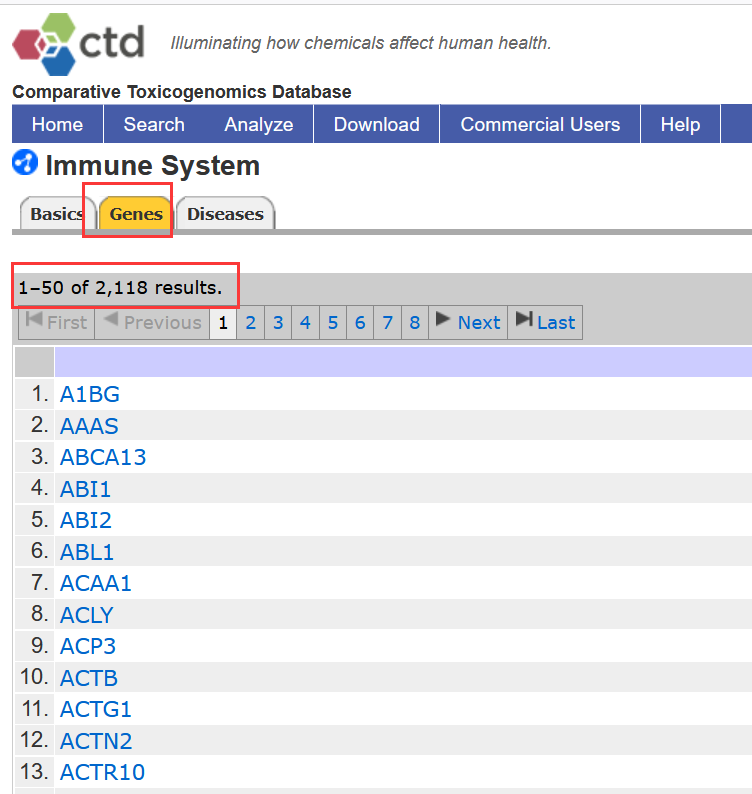 ctd Illuminating how chemicals affect human health.
Comparative Toxicogenomics Database
Home Search Analyze Download Commercial Users Help
Immune System
Basics Genes Diseases
1–50 of 2,118 results.
First Previous 1 2 3 4 5 6 7 8 Next Last
1. A1BG
2. AAAS
3. ABCA13
4. ABI1
5. ABI2
6. ABL1
7. ACAA1
8. ACLY
9. ACP3
10. ACTB
11. ACTG1
12. ACTN2
13. ACTR10